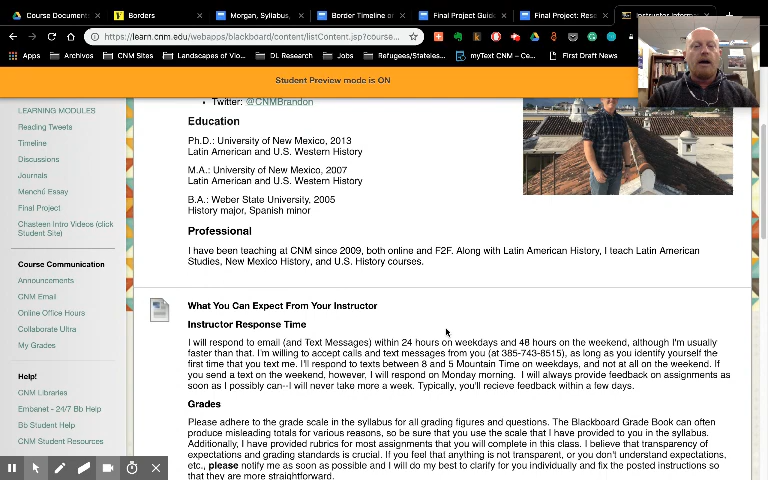 Course Document:
Borders
Morgan, Syllabus,
Border Timeline or
Final Project Guide
Final Project: Rese
Instructor Informa
https://learn.cnm.edu/webapps/blackboard/content/listContent.jsp?course...
Apps
Archivos
CNM Sites
Landscapes of Vio...
DL Research
Jobs
Refugees/Stateles...
myText CNM – Ce...
First Draft News
Student Preview mode is ON
LEARNING MODULES
Reading Tweets
Timeline
Discussions
Journals
Menchú Essay
Final Project
Chasteen Intro Videos (click
Student Site)
Course Communication
Announcements
CNM Email
Online Office Hours
Collaborate Ultra
My Grades
Help!
CNM Libraries
Embanet - 24/7 Bb Help
Bb Student Help
CNM Student Resources
• Twitter: @CNMBrandon
Education
Ph.D.: University of New Mexico, 2013
Latin American and U.S. Western History
M.A.: University of New Mexico, 2007
Latin American and U.S. Western History
B.A.: Weber State University, 2005
History major, Spanish minor
Professional
I have been teaching at CNM since 2009, both online and F2F. Along with Latin American History, I teach Latin American
Studies, New Mexico History, and U.S. History courses.
What You Can Expect From Your Instructor
Instructor Response Time
I will respond to email (and Text Messages) within 24 hours on weekdays and 48 hours on the weekend, although I'm usually
faster than that. I'm willing to accept calls and text messages from you (at 385-743-8515), as long as you identify yourself the
first time that you text me. I'll respond to texts between 8 and 5 Mountain Time on weekdays, and not at all on the weekend. If
you send a text on the weekend, however, I will respond on Monday morning. I will always provide feedback on assignments as
soon as I possibly can--I will never take more a week. Typically, you'll recieve feedback within a few days.
Grades
Please adhere to the grade scale in the syllabus for all grading figures and questions. The Blackboard Grade Book can often
produce misleading totals for various reasons, so be sure that you use the scale that I have provided to you in the syllabus.
Additionally, I have provided rubrics for most assignments that you will complete in this class. I believe that transparency of
expectations and grading standards is crucial. If you feel that anything is not transparent, or you don't understand expectations,
etc., please notify me as soon as possible and I will do my best to clarify for you individually and fix the posted instructions so
that they are more straightforward.